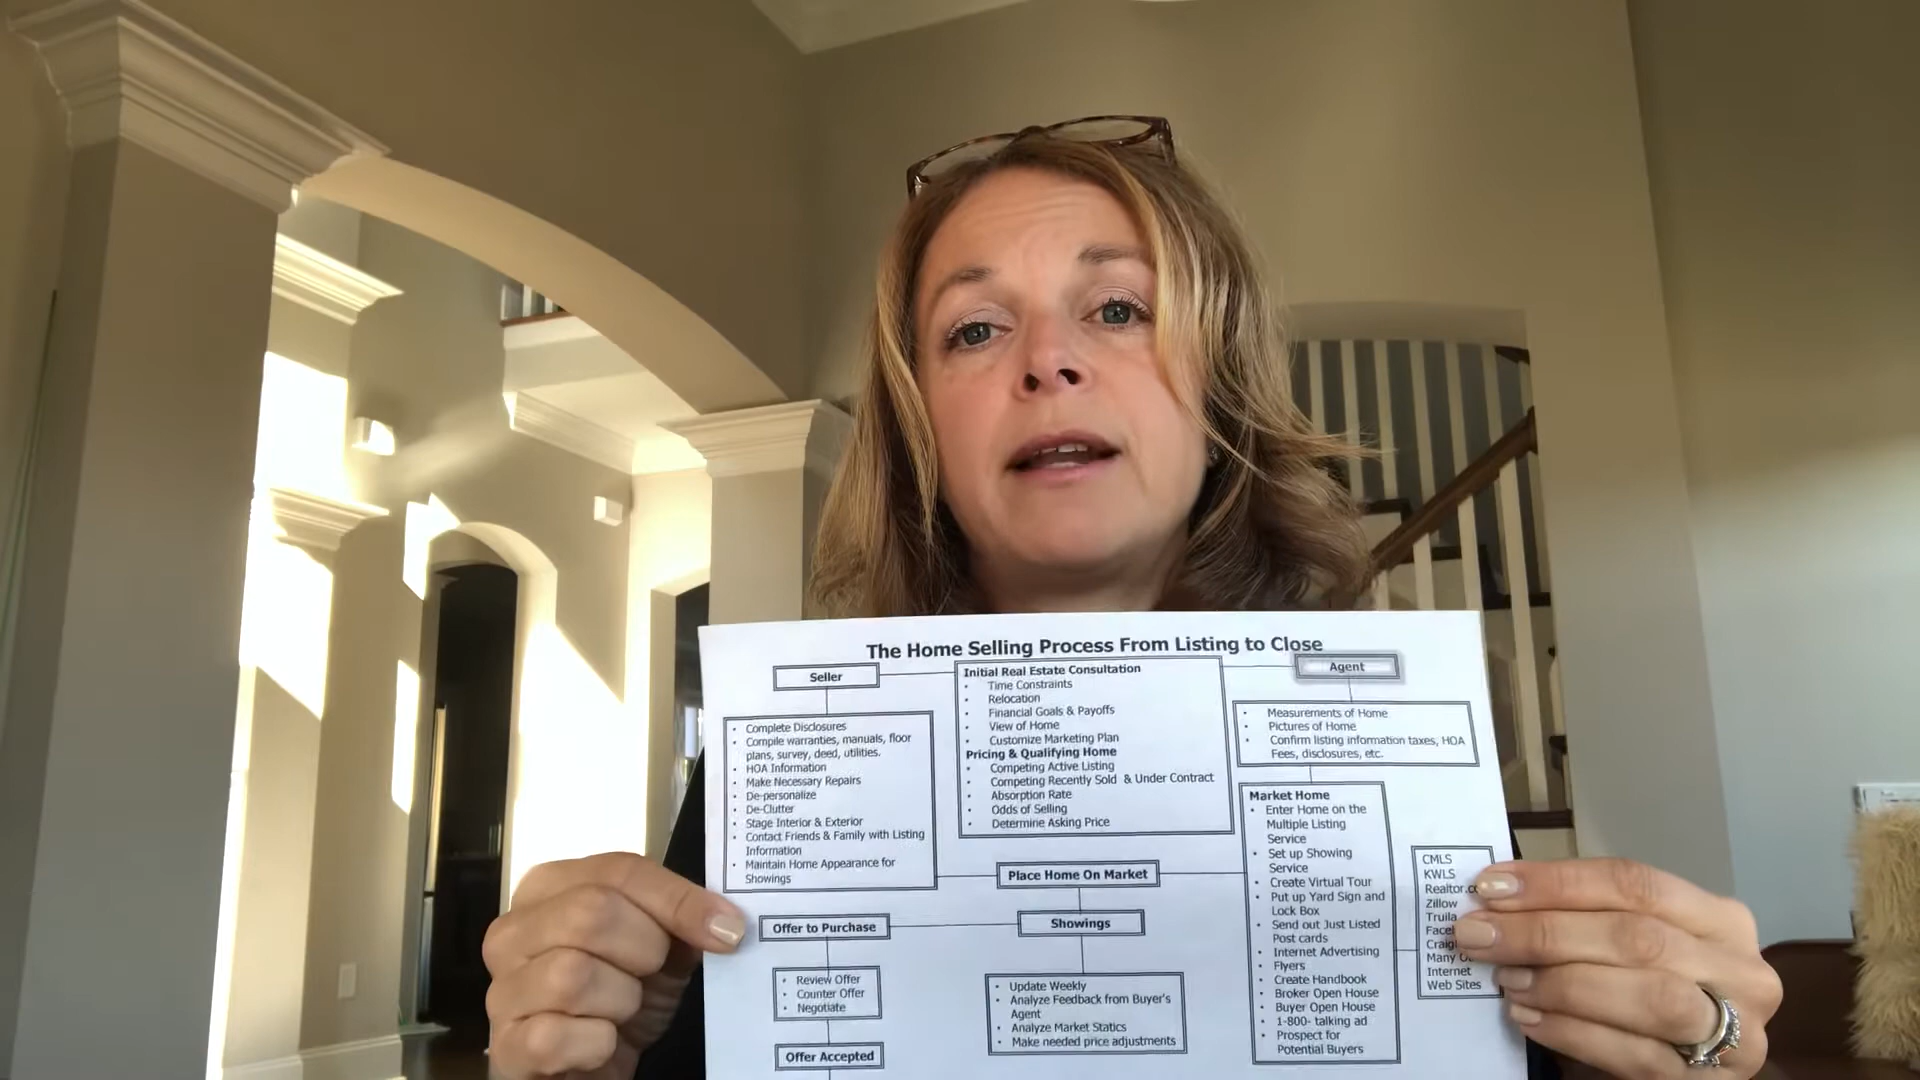 The Home Selling Process From Listing to Close
Seller
• Complete Disclosures
• Compile warranties, manuals, floor
plans, survey, deed, utilities.
• HOA Information
• Make Necessary Repairs
• De-personalize
• De-Clutter
• Stage Interior & Exterior
• Contact Friends & Family with Listing
Information
• Maintain Home Appearance for
Showings
Initial Real Estate Consultation
• Time Constraints
• Relocation
• Financial Goals & Payoffs
• View of Home
• Customize Marketing Plan
Pricing & Qualifying Home
• Competing Active Listing
• Competing Recently Sold & Under Contract
• Absorption Rate
• Odds of Selling
• Determine Asking Price
Agent
• Measurements of Home
• Pictures of Home
• Confirm listing information taxes, HOA
Fees, disclosures, etc.
Market Home
• Enter Home on the
Multiple Listing
Service
• Set up Showing
Service
• Create Virtual Tour
• Put up Yard Sign and
Lock Box
• Send out Just Listed
Post cards
• Internet Advertising
• Flyers
• Create Handbook
• Broker Open House
• Buyer Open House
• 1-800- talking ad
• Prospect for
Potential Buyers
CMLS
KWLS
Zillow
Truila
Many
Internet
Web Sites
Place Home On Market
Offer to Purchase
Showings
• Review Offer
• Counter Offer
• Negotiate
• Update Weekly
• Analyze Feedback from Buyer's
Agent
• Analyze Market Statics
• Make needed price adjustments
Offer Accepted